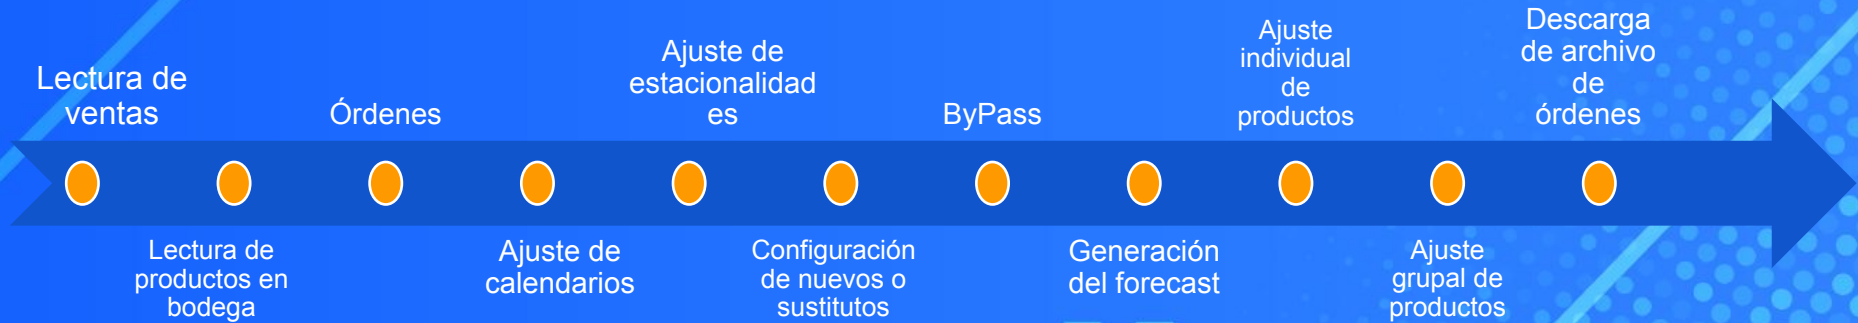 Lectura de
ventas
Lectura de
productos en
bodega
Órdenes
Ajuste de
calendarios
Ajuste de
estacionalidad
es
Configuración
de nuevos o
sustitutos
ByPass
Generación
del forecast
Ajuste
individual
de
productos
Ajuste
grupal de
productos
Descarga
de archivo
de
órdenes